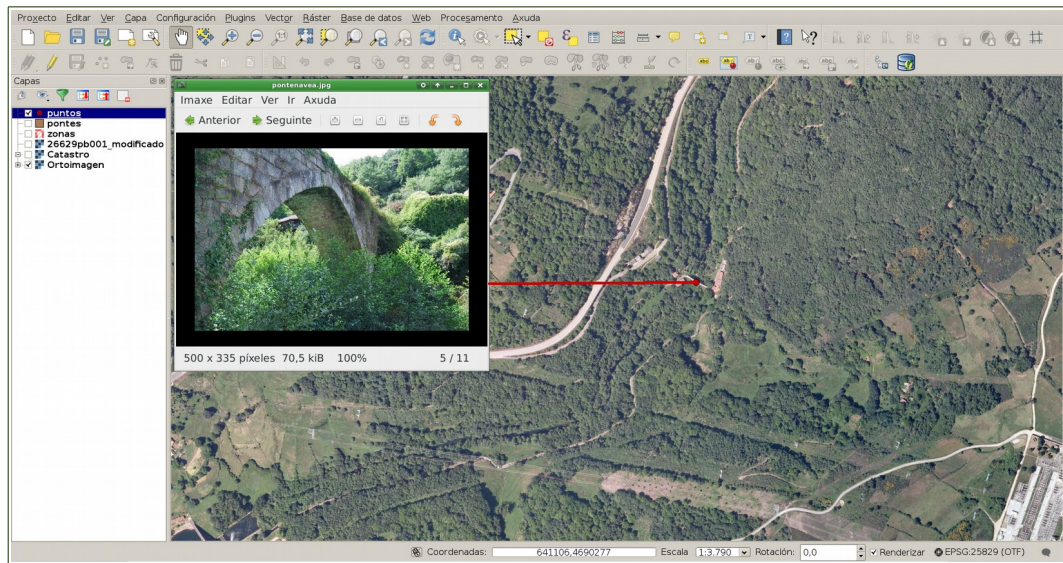 Proxecto Editar Ver Capa Configuración Plugins Vector Ráster Base de datos Web Procesamento Axuda
Capas
puntos
pontes
zonas
26629pb001_modificado
Catastro
Ortoimagen
pontenavea.jpg
Imaxe Editar Ver Ir Axuda
Anterior Seguinte
500 x 335 píxeles 70,5 kiB 100% 5 / 11
Coordenadas: 641106,4690277 Escala 1:3.790 Rotación: 0,0 Renderizar EPSG:25829 (OTF)